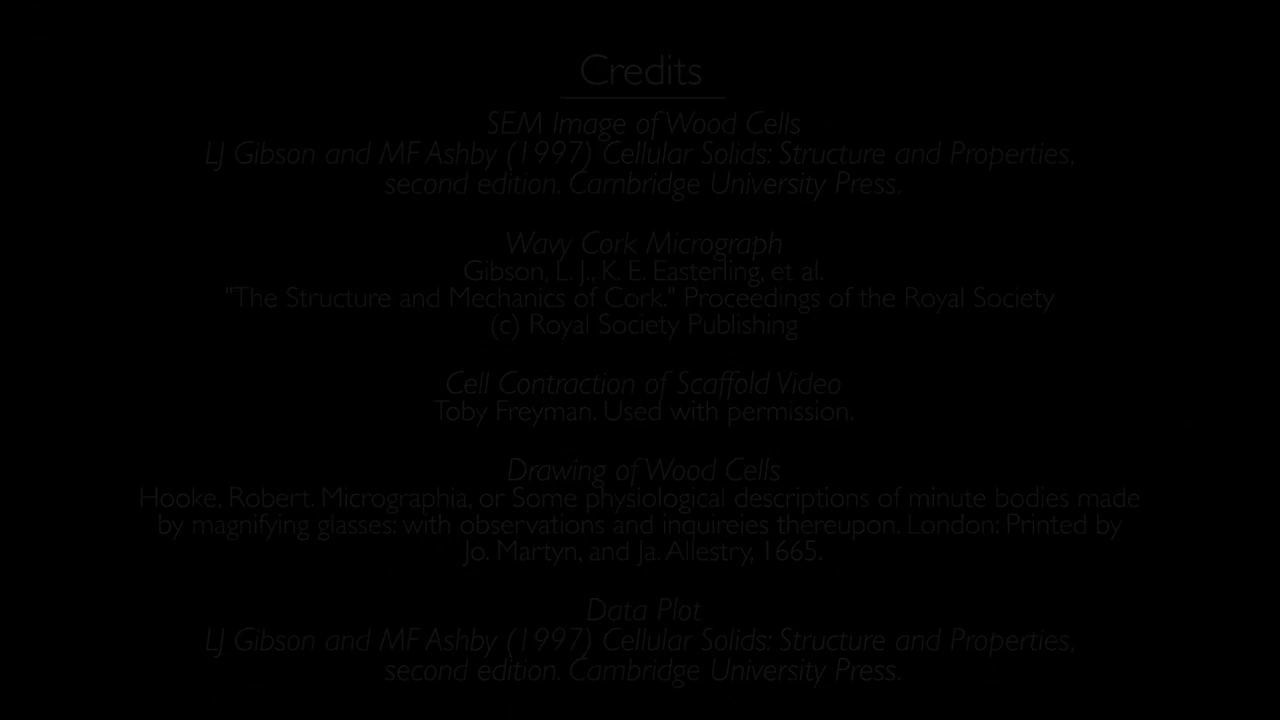 Credits
SEM Image of Wood Cells
LJ Gibson and MF Ashby (1997) Cellular Solids: Structure and Properties,
second edition. Cambridge University Press.
Wavy Cork Micrograph
Gibson, L. J., K. E. Easterling, et al.
"The Structure and Mechanics of Cork." Proceedings of the Royal Society
(c) Royal Society Publishing
Cell Contraction of Scaffold Video
Toby Freyman. Used with permission.
Drawing of Wood Cells
Hooke, Robert. Micrographia, or Some physiological descriptions of minute bodies made
by magnifying glasses: with observations and inquireies thereupon. London: Printed by
Jo. Martyn, and Ja. Allestry, 1665.
Data Plot
LJ Gibson and MF Ashby (1997) Cellular Solids: Structure and Properties,
second edition. Cambridge University Press.